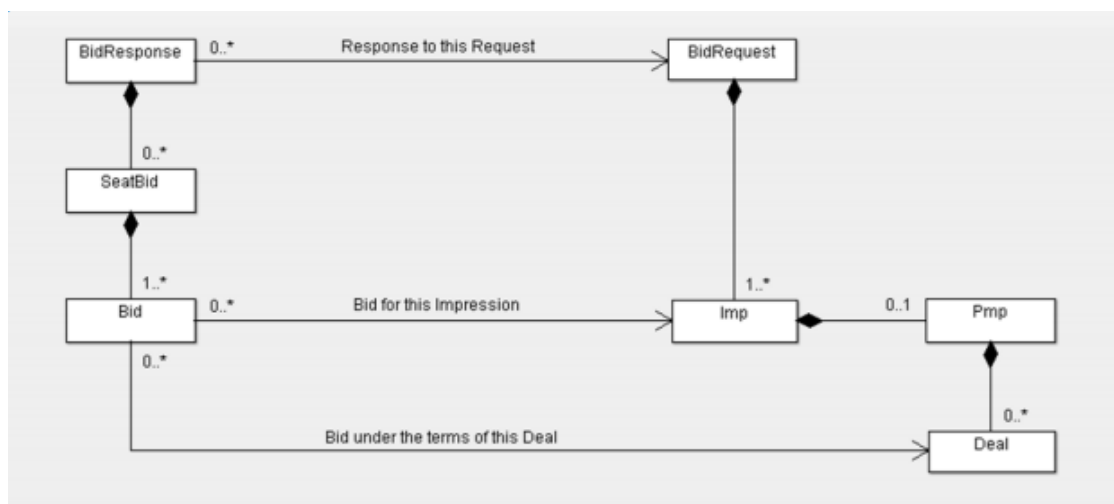 BidResponse
0..*
Response to this Request
BidRequest
0..*
SeatBid
1..*
1..*
Bid
0..*
Bid for this Impression
Imp
0..1
Pmp
0..*
0..*
Bid under the terms of this Deal
Deal